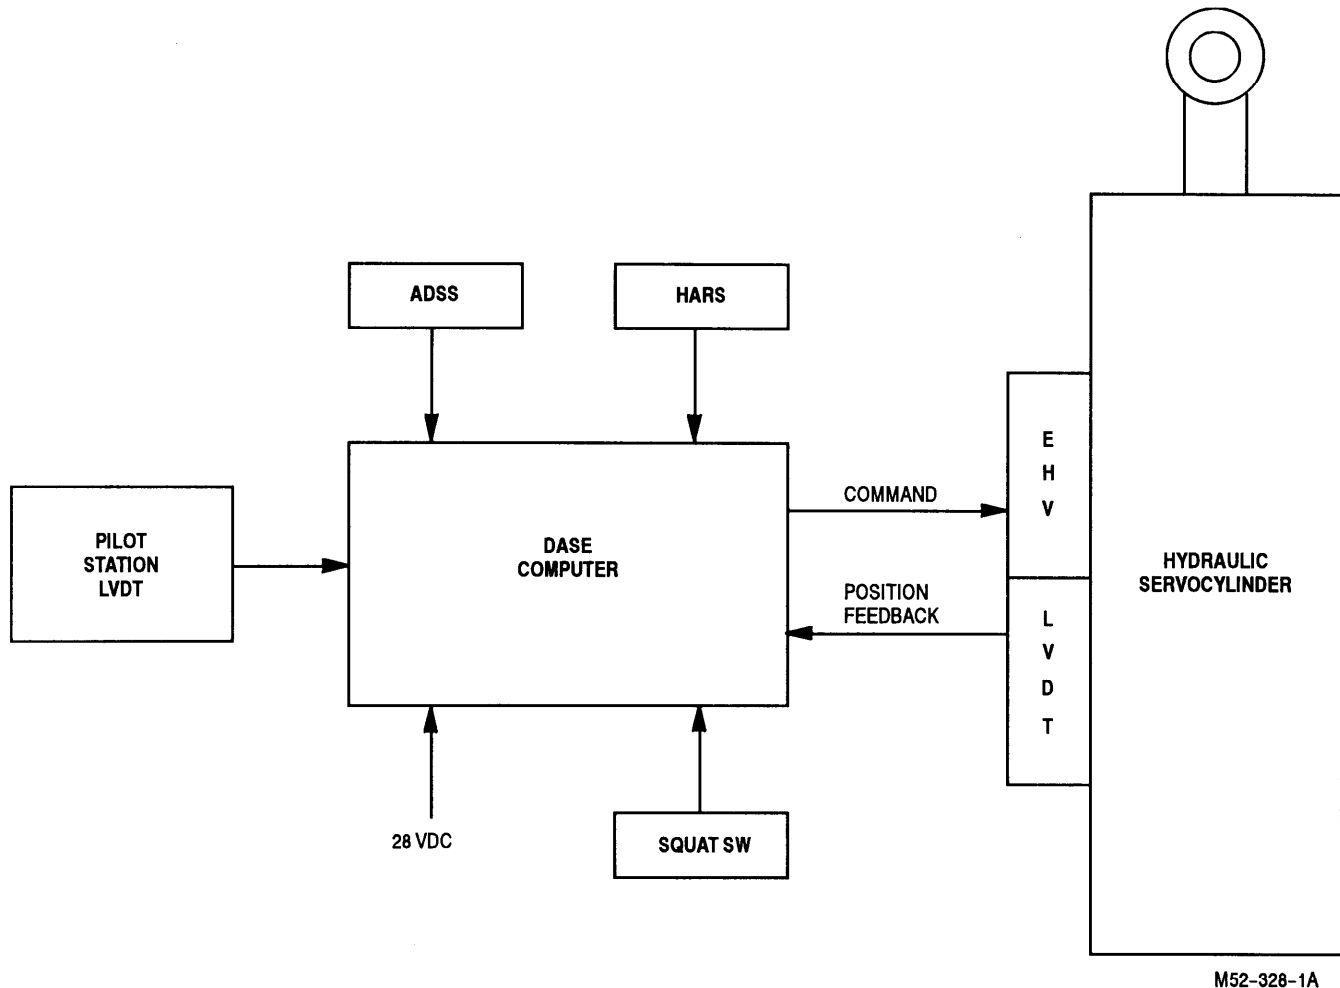 ADSS
HARS
PILOT
STATION
LVDT
DASE
COMPUTER
COMMAND
POSITION
FEEDBACK
E
H
V
L
V
D
T
HYDRAULIC
SERVOCYLINDER
28 VDC
SQUAT SW
M52-328-1A